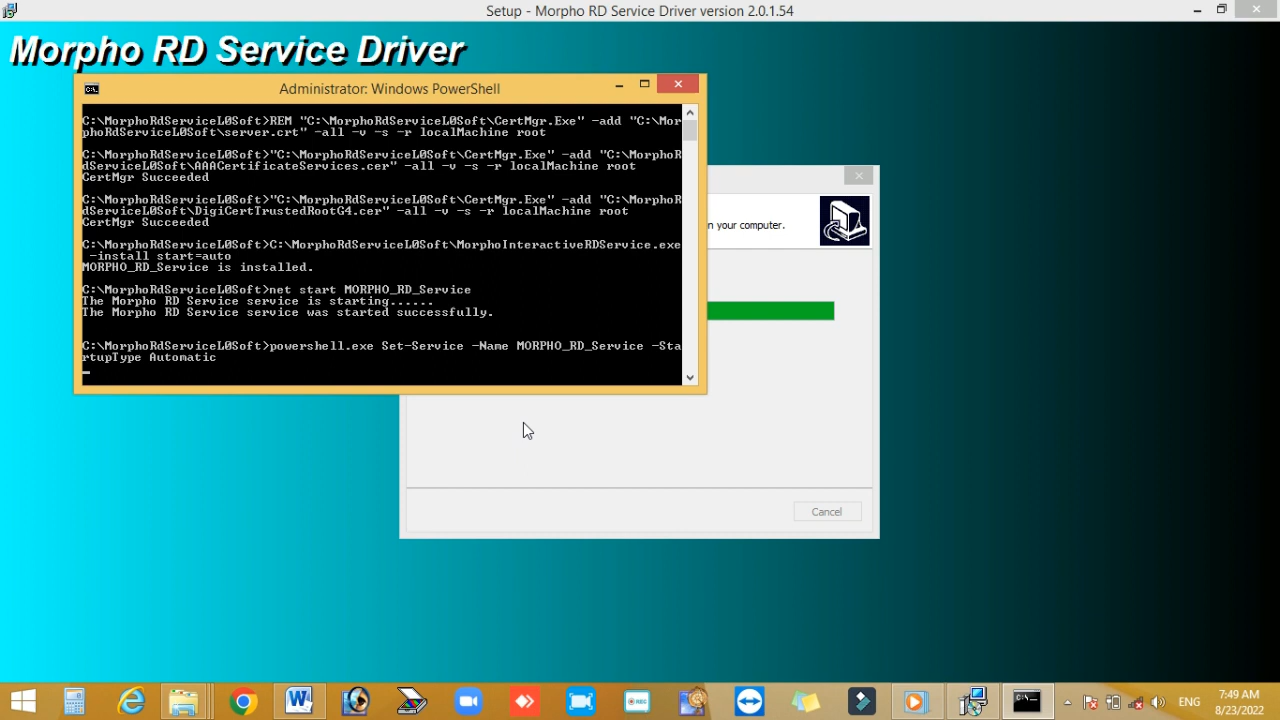 Setup - Morpho RD Service Driver version 2.0.1.54
Morpho RD Service Driver
Administrator: Windows PowerShell
C:\MorphoRdServiceL0Soft>REM "C:\MorphoRdServiceL0Soft\CertMgr.Exe" -add "C:\Mor
phoRdServiceL0Soft\server.crt" -all -v -s -r localMachine root
C:\MorphoRdServiceL0Soft>"C:\MorphoRdServiceL0Soft\CertMgr.Exe" -add "C:\MorphoR
dServiceL0Soft\AAACertificateServices.cer" -all -v -s -r localMachine root
CertMgr Succeeded
C:\MorphoRdServiceL0Soft>"C:\MorphoRdServiceL0Soft\CertMgr.Exe" -add "C:\MorphoR
dServiceL0Soft\DigiCertTrustedRootG4.cer" -all -v -s -r localMachine root
CertMgr Succeeded
C:\MorphoRdServiceL0Soft>C:\MorphoRdServiceL0Soft\MorphoInteractiveRDService.exe
-install start=auto
MORPHO_RD_Service is installed.
C:\MorphoRdServiceL0Soft>net start MORPHO_RD_Service
The Morpho RD Service service is starting......
The Morpho RD Service service was started successfully.
C:\MorphoRdServiceL0Soft>powershell.exe Set-Service -Name MORPHO_RD_Service -Sta
rtupType Automatic
n your computer.
Cancel
REC
ENG
7:49 AM
8/23/2022